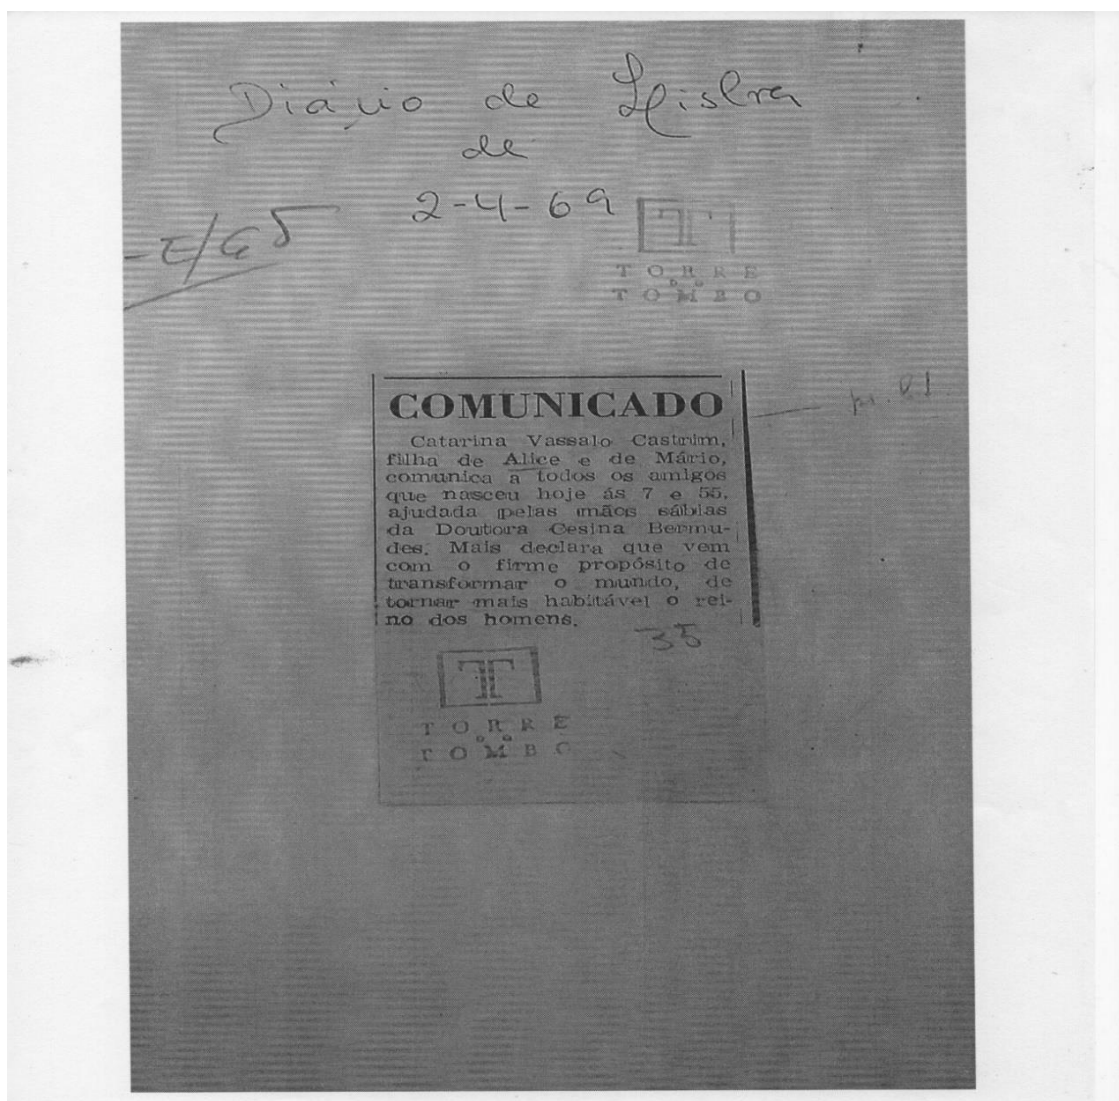 Diário de Lisboa
de
2-4-69
T
TORRE
DO
TOMBO
COMUNICADO
Catarina Vassalo Castrim,
filha de Alice e de Mário,
comunica a todos os amigos
que nasceu hoje ás 7 e 55,
ajudada pelas mãos sábias
da Doutora Cesina Bermu-
des. Mais declara que vem
com o firme propósito de
transformar o mundo, de
tornar mais habitável o rei-
no dos homens.
35
T
TORRE
DO
TOMBO